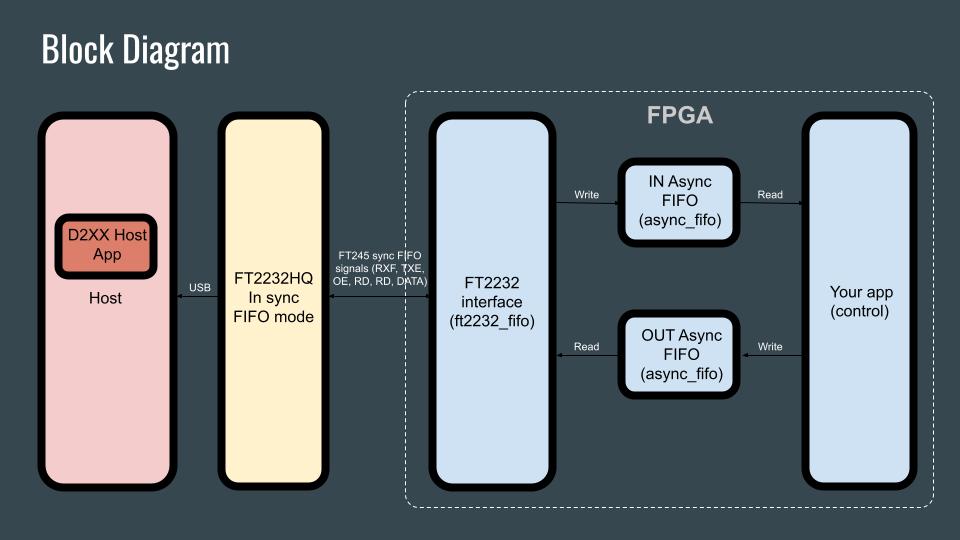 Block Diagram
FPGA
D2XX Host
App
Host
USB
FT2232HQ
In sync
FIFO mode
FT245 sync FIFO
signals (RXF, TXE,
OE, RD, RD, DATA)
FT2232
interface
(ft2232_fifo)
Write
IN Async
FIFO
(async_fifo)
Read
Read
OUT Async
FIFO
(async_fifo)
Write
Your app
(control)